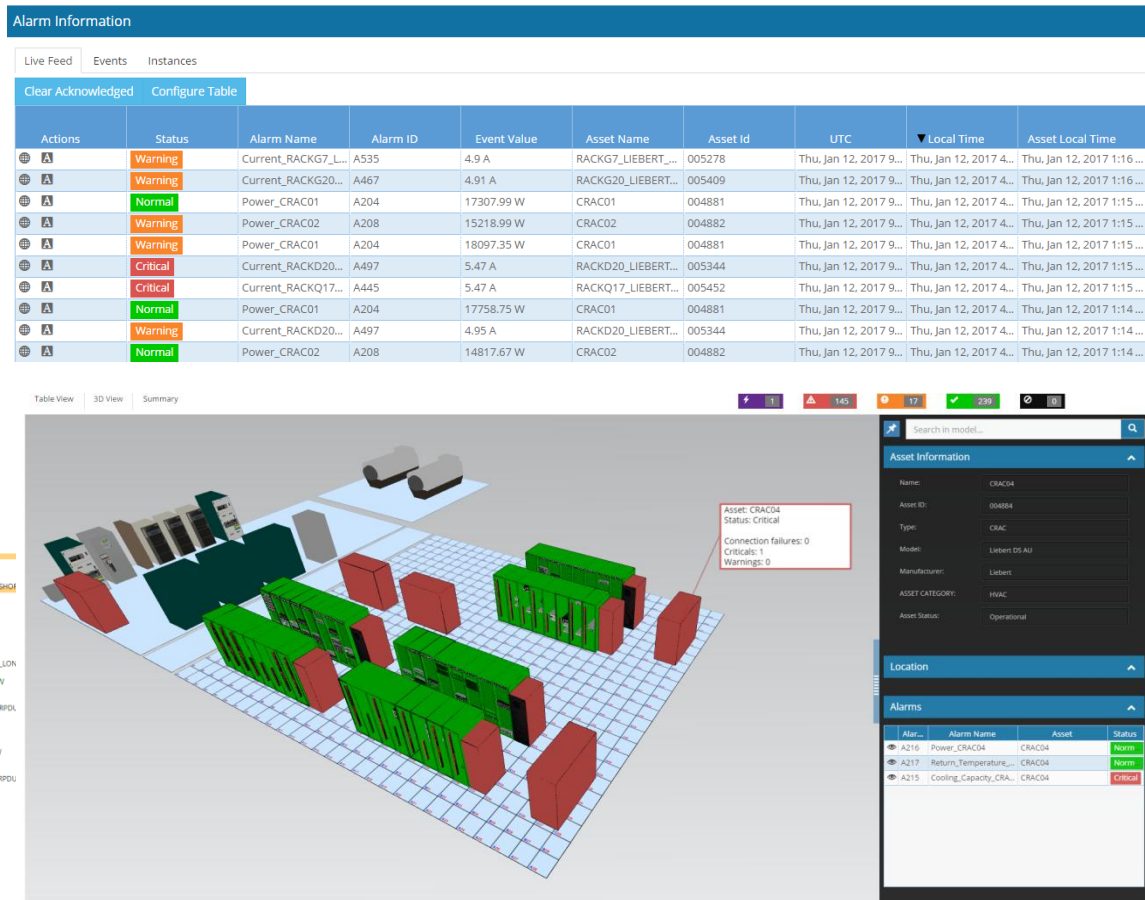 Alarm Information
Live Feed Events Instances
Clear Acknowledged Configure Table
Actions Status Alarm Name Alarm ID Event Value Asset Name Asset Id UTC ▼Local Time Asset Local Time
A Warning Current_RACKG7_L... A535 4.9 A RACKG7_LIEBERT_... 005278 Thu, Jan 12, 2017 9... Thu, Jan 12, 2017 4... Thu, Jan 12, 2017 1:16 ...
A Warning Current_RACKG20... A467 4.91 A RACKG20_LIEBERT... 005409 Thu, Jan 12, 2017 9... Thu, Jan 12, 2017 4... Thu, Jan 12, 2017 1:16 ...
A Normal Power_CRAC01 A204 17307.99 W CRAC01 004881 Thu, Jan 12, 2017 9... Thu, Jan 12, 2017 4... Thu, Jan 12, 2017 1:15 ...
A Warning Power_CRAC02 A208 15218.99 W CRAC02 004882 Thu, Jan 12, 2017 9... Thu, Jan 12, 2017 4... Thu, Jan 12, 2017 1:15 ...
A Warning Power_CRAC01 A204 18097.35 W CRAC01 004881 Thu, Jan 12, 2017 9... Thu, Jan 12, 2017 4... Thu, Jan 12, 2017 1:15 ...
A Critical Current_RACKD20... A497 5.47 A RACKD20_LIEBERT... 005344 Thu, Jan 12, 2017 9... Thu, Jan 12, 2017 4... Thu, Jan 12, 2017 1:15 ...
A Critical Current_RACKQ17... A445 5.47 A RACKQ17_LIEBERT... 005452 Thu, Jan 12, 2017 9... Thu, Jan 12, 2017 4... Thu, Jan 12, 2017 1:15 ...
A Normal Power_CRAC01 A204 17758.75 W CRAC01 004881 Thu, Jan 12, 2017 9... Thu, Jan 12, 2017 4... Thu, Jan 12, 2017 1:14 ...
A Warning Current_RACKD20... A497 4.95 A RACKD20_LIEBERT... 005344 Thu, Jan 12, 2017 9... Thu, Jan 12, 2017 4... Thu, Jan 12, 2017 1:14 ...
A Normal Power_CRAC02 A208 14817.67 W CRAC02 004882 Thu, Jan 12, 2017 9... Thu, Jan 12, 2017 4... Thu, Jan 12, 2017 1:14 ...
Table View 3D View Summary 1 145 17 239 0
Search in model...
Asset Information
Name: CRAC04
Asset ID: 004884
Type: CRAC
Model: Liebert DS AU
Manufacturer: Liebert
ASSET CATEGORY: HVAC
Asset Status: Operational
Location
Alarms
Alar... Alarm Name Asset Status
A216 Power_CRAC04 CRAC04 Norm
A217 Return_Temperature_... CRAC04 Norm
A215 Cooling_Capacity_CRA... CRAC04 Critical
Asset: CRAC04
Status: Critical
Connection failures: 0
Criticals: 1
Warnings: 0
SHOP
_LON
W
RPDU
RPDU